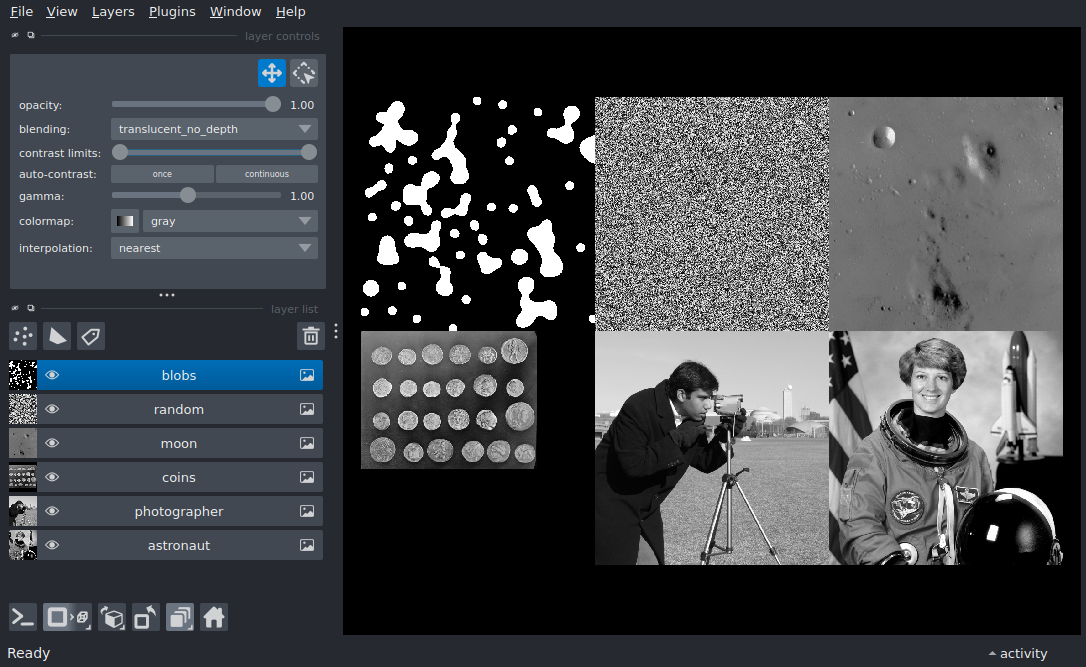 File View Layers Plugins Window Help
layer controls
opacity: 1.00
blending: translucent_no_depth
contrast limits:
auto-contrast: once continuous
gamma: 1.00
colormap: gray
interpolation: nearest
layer list
blobs
random
moon
coins
photographer
astronaut
Ready
activity